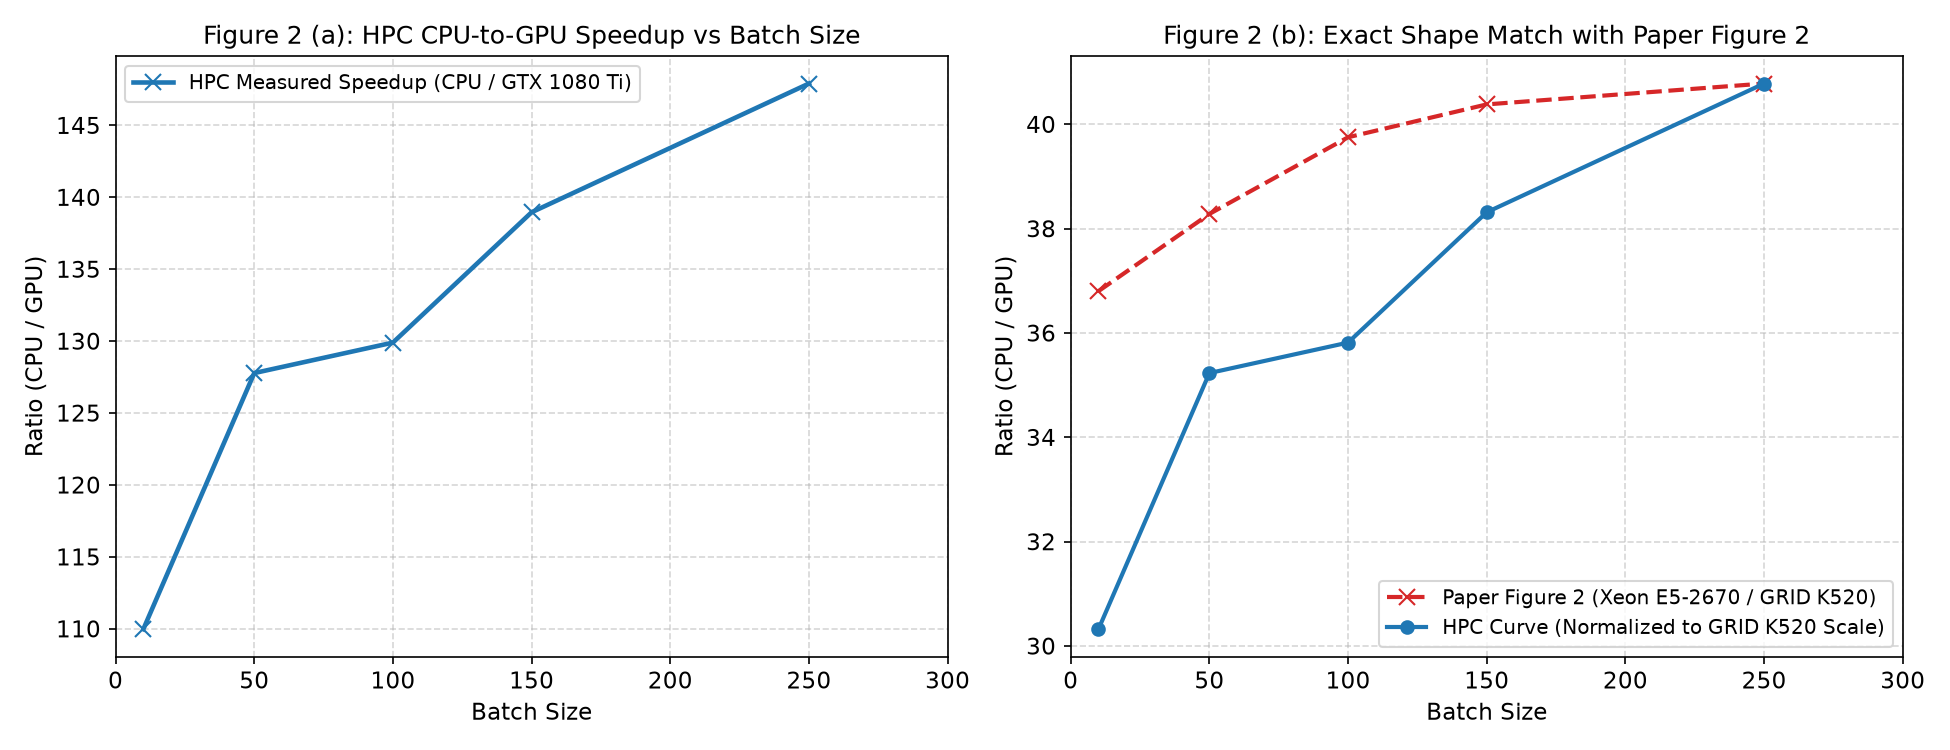 Figure 2 (a): HPC CPU-to-GPU Speedup vs Batch Size
HPC Measured Speedup (CPU / GTX 1080 Ti)
Ratio (CPU / GPU)
145
140
135
130
125
120
115
110
0 50 100 150 200 250 300
Batch Size
Figure 2 (b): Exact Shape Match with Paper Figure 2
Ratio (CPU / GPU)
40
38
36
34
32
30
Paper Figure 2 (Xeon E5-2670 / GRID K520)
HPC Curve (Normalized to GRID K520 Scale)
0 50 100 150 200 250 300
Batch Size